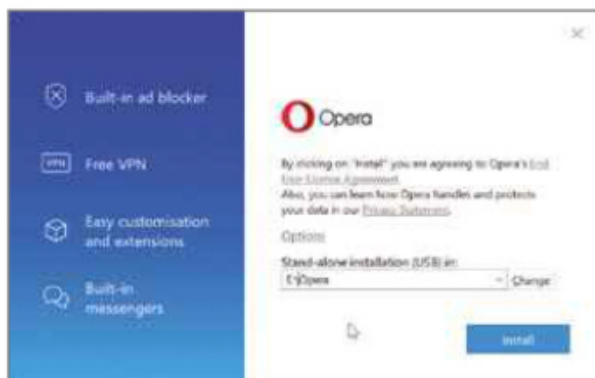 Built-in ad blocker
VPN
Free VPN
Easy customisation
and extensions
Built-in
messengers
Opera
By clicking on "Install" you are agreeing to Opera's End
User License Agreement.
Also, you can learn how Opera handles and protects
your data in our Privacy Statement.
Options
Stand-alone installation (USB) in:
E:\Opera
Change
Install